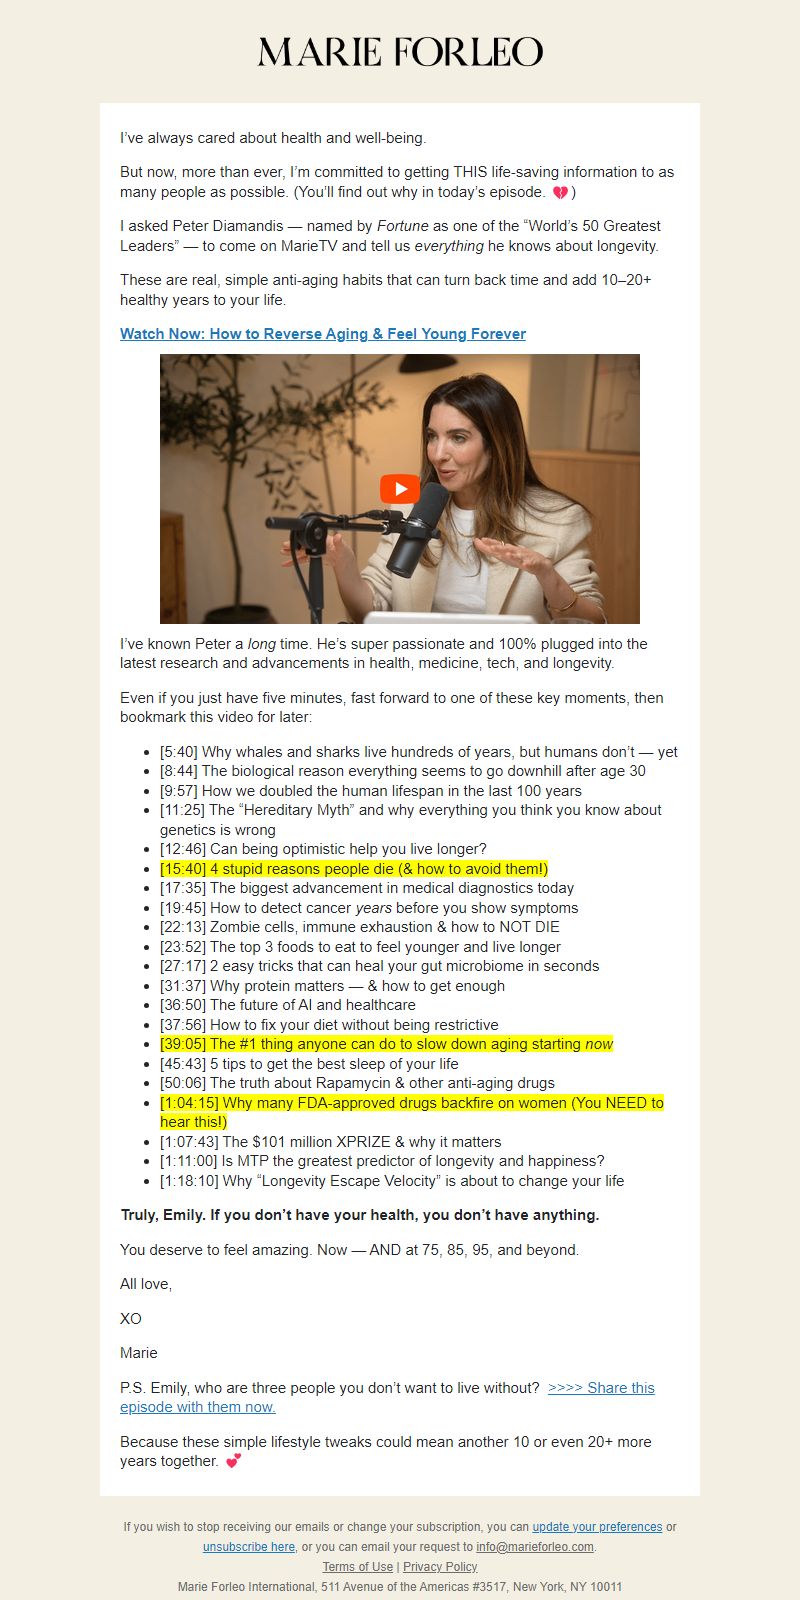 MARIE FORLEO
I’ve always cared about health and well-being.
But now, more than ever, I’m committed to getting THIS life-saving information to as
many people as possible. (You’ll find out why in today’s episode. 💔)
I asked Peter Diamandis — named by Fortune as one of the “World’s 50 Greatest
Leaders” — to come on MarieTV and tell us everything he knows about longevity.
These are real, simple anti-aging habits that can turn back time and add 10–20+
healthy years to your life.
Watch Now: How to Reverse Aging & Feel Young Forever
I’ve known Peter a long time. He’s super passionate and 100% plugged into the
latest research and advancements in health, medicine, tech, and longevity.
Even if you just have five minutes, fast forward to one of these key moments, then
bookmark this video for later:
• [5:40] Why whales and sharks live hundreds of years, but humans don’t — yet
• [8:44] The biological reason everything seems to go downhill after age 30
• [9:57] How we doubled the human lifespan in the last 100 years
• [11:25] The “Hereditary Myth” and why everything you think you know about
genetics is wrong
• [12:46] Can being optimistic help you live longer?
• [15:40] 4 stupid reasons people die (& how to avoid them!)
• [17:35] The biggest advancement in medical diagnostics today
• [19:45] How to detect cancer years before you show symptoms
• [22:13] Zombie cells, immune exhaustion & how to NOT DIE
• [23:52] The top 3 foods to eat to feel younger and live longer
• [27:17] 2 easy tricks that can heal your gut microbiome in seconds
• [31:37] Why protein matters — & how to get enough
• [36:50] The future of AI and healthcare
• [37:56] How to fix your diet without being restrictive
• [39:05] The #1 thing anyone can do to slow down aging starting now
• [45:43] 5 tips to get the best sleep of your life
• [50:06] The truth about Rapamycin & other anti-aging drugs
• [1:04:15] Why many FDA-approved drugs backfire on women (You NEED to
hear this!)
• [1:07:43] The $101 million XPRIZE & why it matters
• [1:11:00] Is MTP the greatest predictor of longevity and happiness?
• [1:18:10] Why “Longevity Escape Velocity” is about to change your life
Truly, Emily. If you don’t have your health, you don’t have anything.
You deserve to feel amazing. Now — AND at 75, 85, 95, and beyond.
All love,
XO
Marie
P.S. Emily, who are three people you don’t want to live without? >>>> Share this
episode with them now.
Because these simple lifestyle tweaks could mean another 10 or even 20+ more
years together. 💕
If you wish to stop receiving our emails or change your subscription, you can update your preferences or
unsubscribe here, or you can email your request to info@marieforleo.com.
Terms of Use | Privacy Policy
Marie Forleo International, 511 Avenue of the Americas #3517, New York, NY 10011